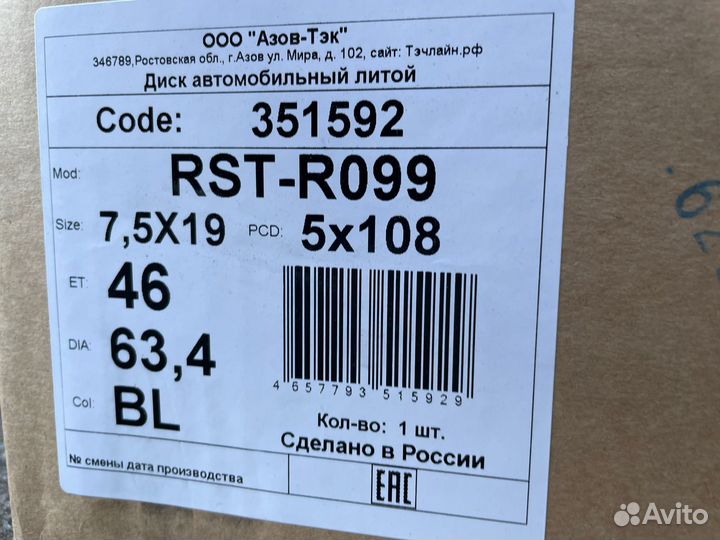 ООО "Азов-Тэк"
346789,Ростовская обл., г.Азов ул. Мира, д. 102, сайт: Тэчлайн.рф
Диск автомобильный литой
Code: 351592
Mod: RST-R099
Size: 7,5X19 PCD: 5x108
ET: 46
DIA: 63,4
4 657793 515929
Col: BL
Кол-во: 1 шт.
Сделано в России
№ смены дата производства
EAC
Avito